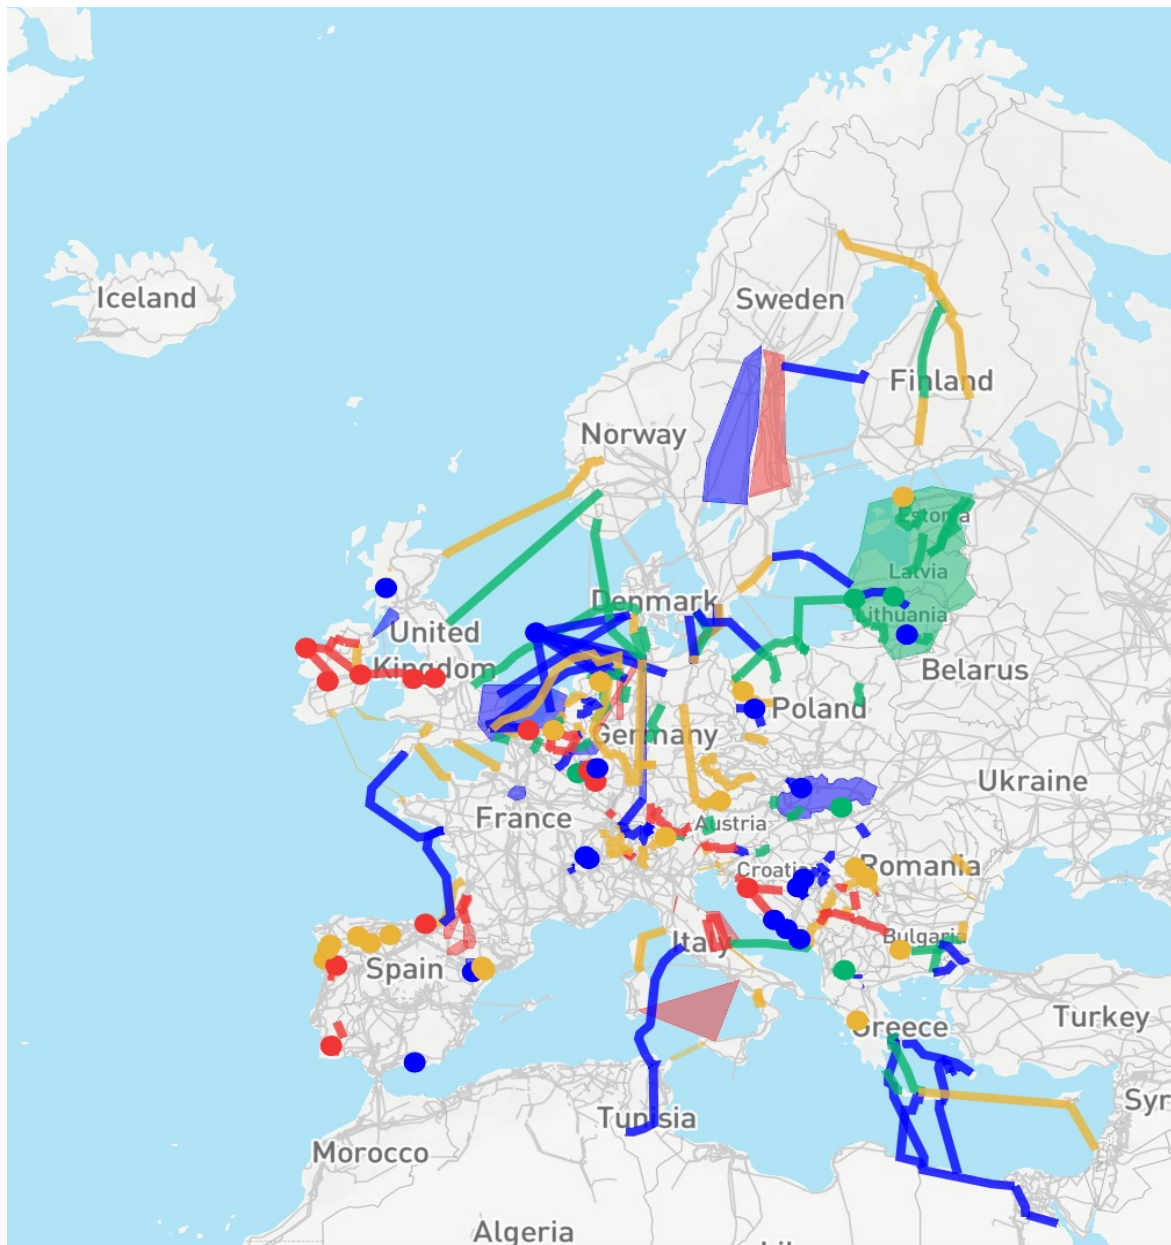 Iceland
Sweden
Finland
Norway
Estonia
Latvia
Denmark
Lithuania
United
Kingdom
Belarus
Poland
Germany
Ukraine
France
Austria
Croatia
Romania
Italy
Bulgaria
Spain
Turkey
Greece
Syr
Tunisia
Morocco
Algeria